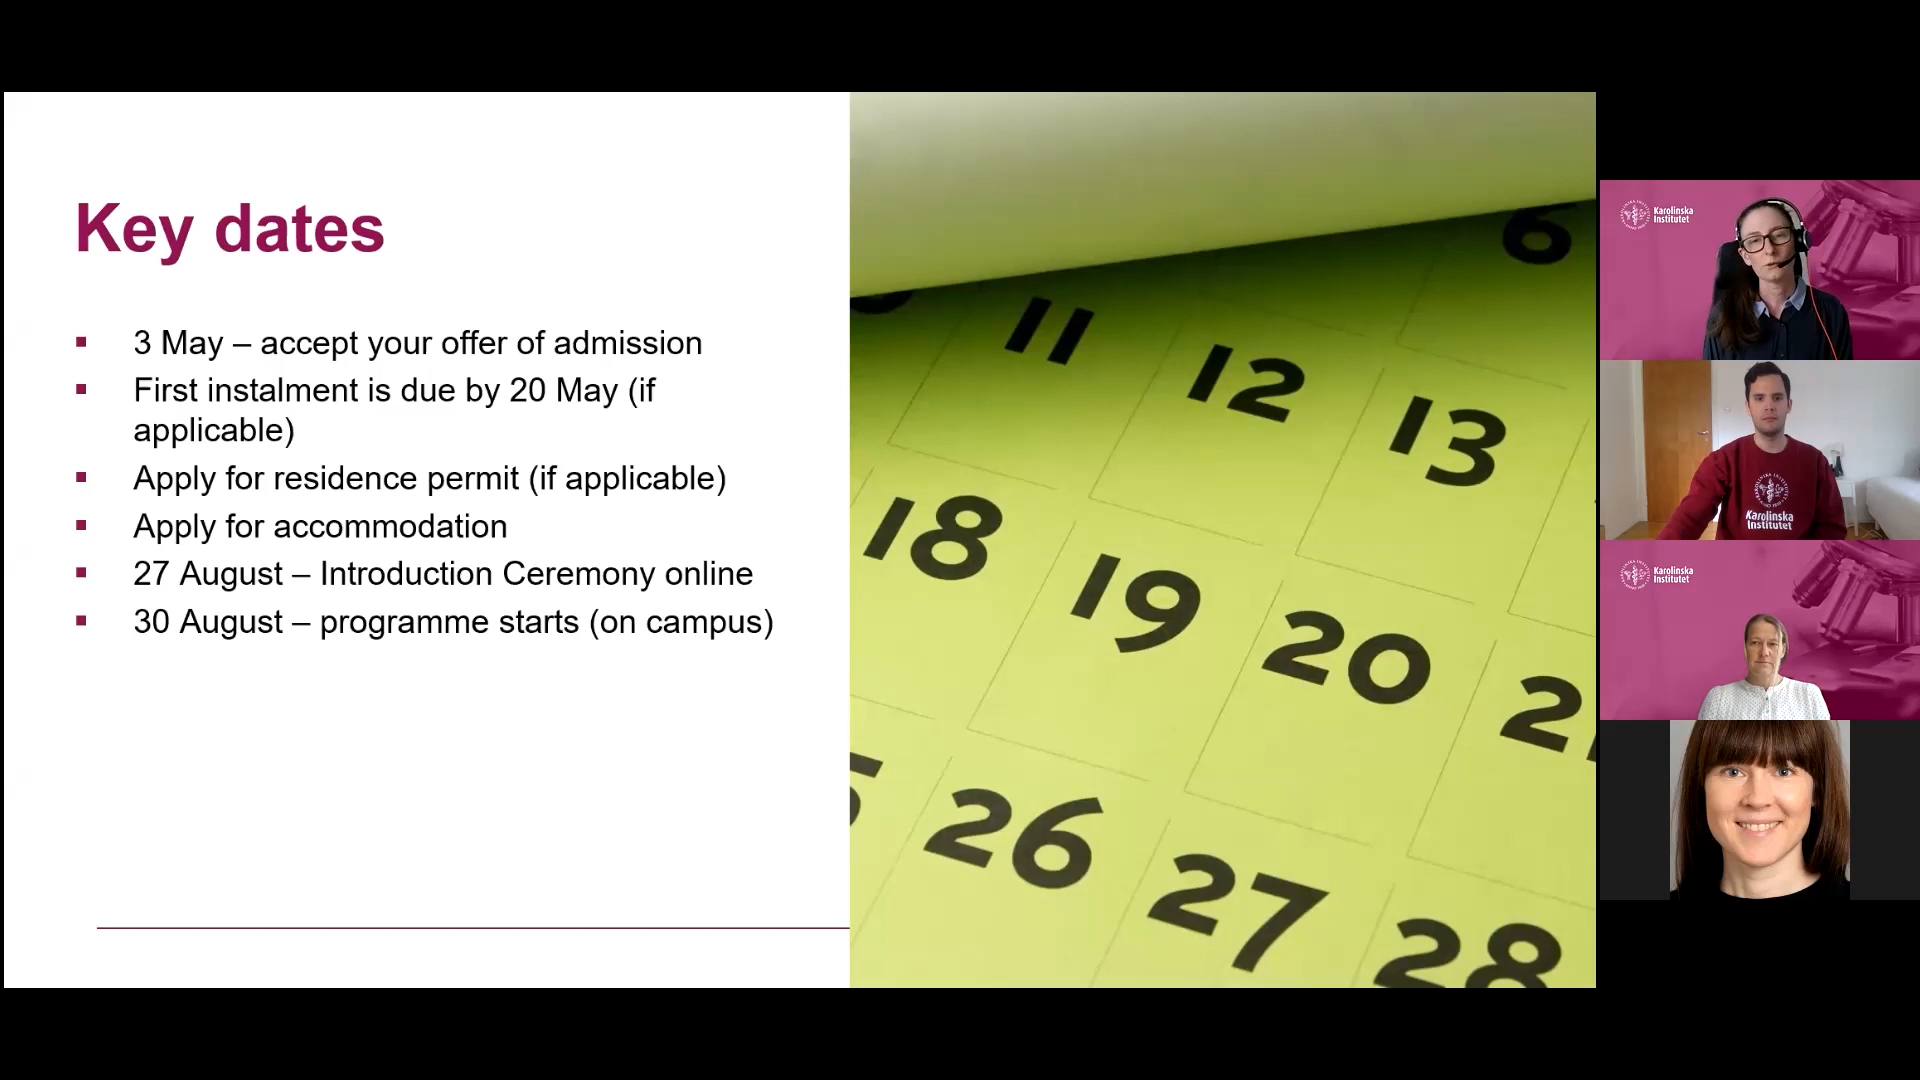 Key dates
3 May – accept your offer of admission
First instalment is due by 20 May (if
applicable)
Apply for residence permit (if applicable)
Apply for accommodation
27 August – Introduction Ceremony online
30 August – programme starts (on campus)
6
11
12
13
18
19
20
26
27
28
Karolinska
Institutet
Karolinska
Institutet
Karolinska
Institutet